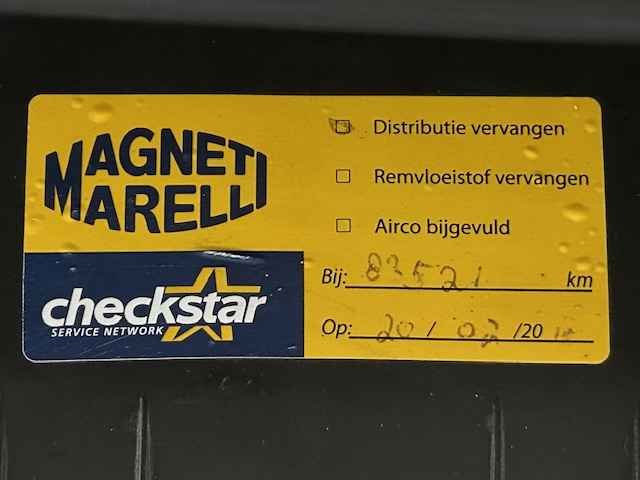 MAGNETI
MARELLI
checkstar
SERVICE NETWORK
Distributie vervangen
Remvloeistof vervangen
Airco bijgevuld
Bij: 83521 km
Op: 20 / 02 /20